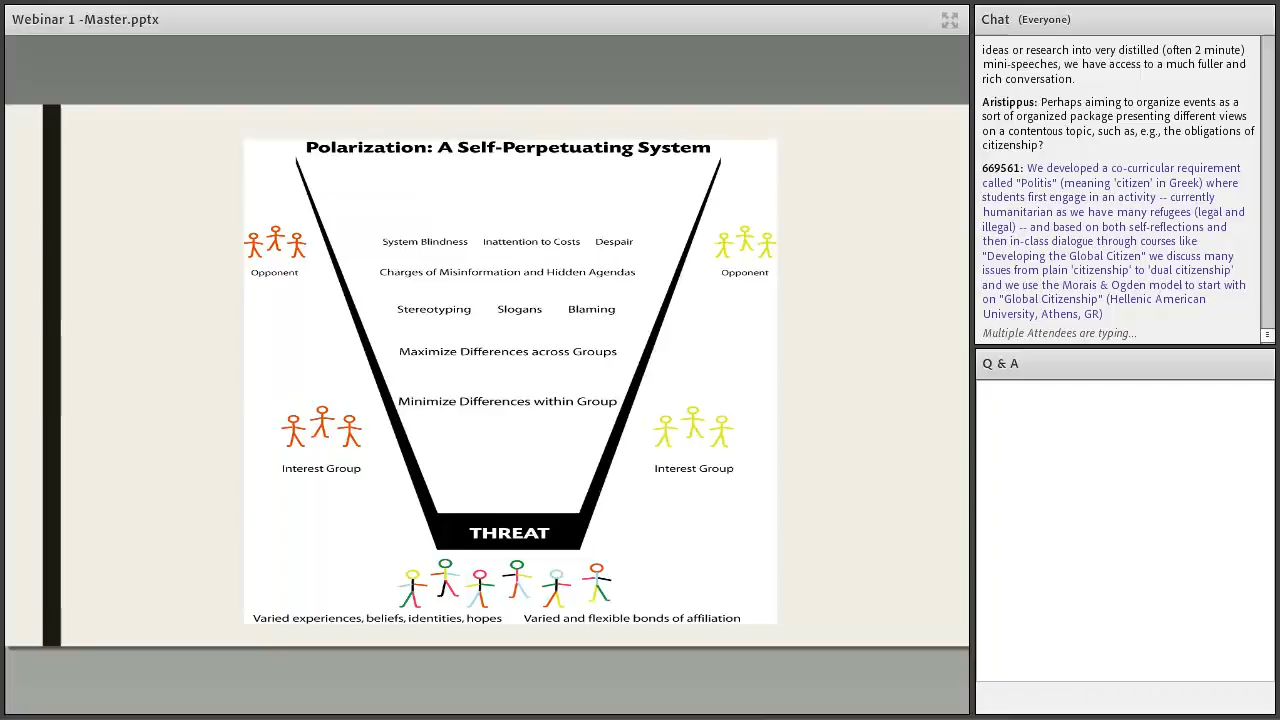 Webinar 1 -Master.pptx
Polarization: A Self-Perpetuating System
System Blindness Inattention to Costs Despair
Opponent
Charges of Misinformation and Hidden Agendas
Opponent
Stereotyping Slogans Blaming
Maximize Differences across Groups
Minimize Differences within Group
Interest Group
Interest Group
THREAT
Varied experiences, beliefs, identities, hopes
Varied and flexible bonds of affiliation
Chat (Everyone)
ideas or research into very distilled (often 2 minute)
mini-speeches, we have access to a much fuller and
rich conversation.
Aristippus: Perhaps aiming to organize events as a
sort of organized package presenting different views
on a contentous topic, such as, e.g., the obligations of
citizenship?
669561: We developed a co-curricular requirement
called "Politis" (meaning 'citizen' in Greek) where
students first engage in an activity -- currently
humanitarian as we have many refugees (legal and
illegal) -- and based on both self-reflections and
then in-class dialogue through courses like
"Developing the Global Citizen" we discuss many
issues from plain 'citizenship' to 'dual citizenship'
and we use the Morais & Ogden model to start with
on "Global Citizenship" (Hellenic American
University, Athens, GR)
Multiple Attendees are typing...
Q & A